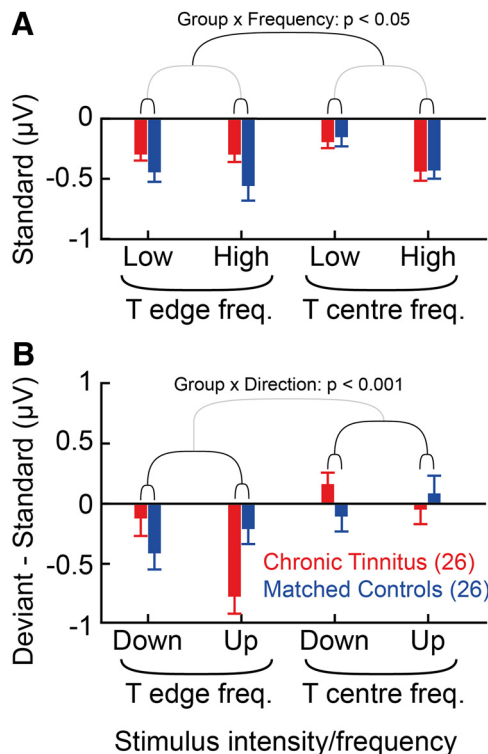 A
Group x Frequency: p < 0.05
Standard (µV)
0
-0.5
-1
Low High Low High
T edge freq. T centre freq.
B
Group x Direction: p < 0.001
Deviant - Standard (µV)
1
0.5
0
-0.5
-1
Chronic Tinnitus (26)
Matched Controls (26)
Down Up Down Up
T edge freq. T centre freq.
Stimulus intensity/frequency